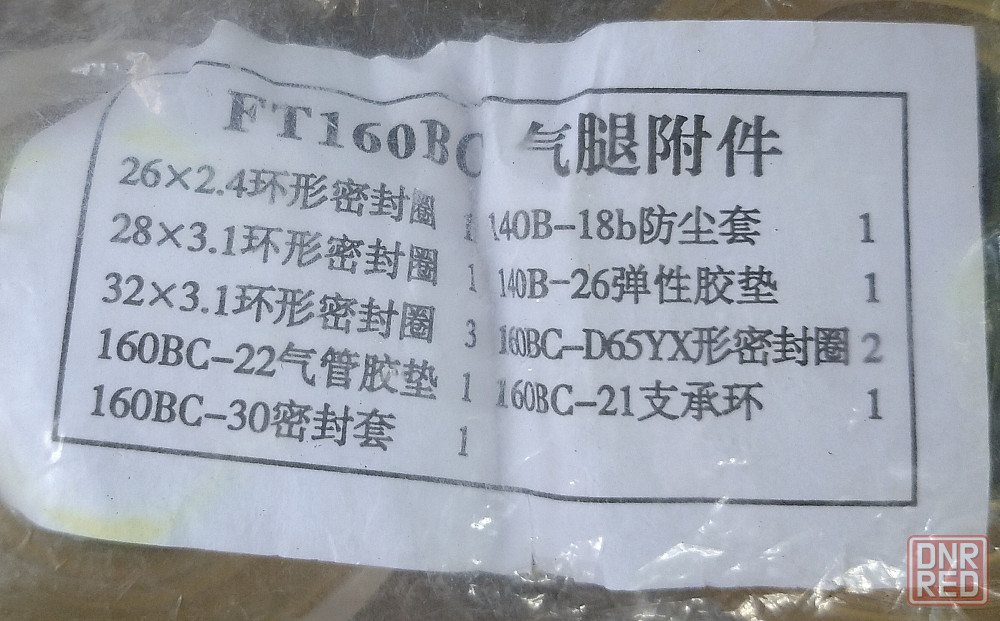 FT160BC 气腿附件
26×2.4环形密封圈 1
28×3.1环形密封圈 1
32×3.1环形密封圈 3
160BC-22气管胶垫 1
160BC-30密封套 1
140B-18b防尘套 1
140B-26弹性胶垫 1
160BC-D65YX形密封圈 2
160BC-21支承环 1
DNR
RED